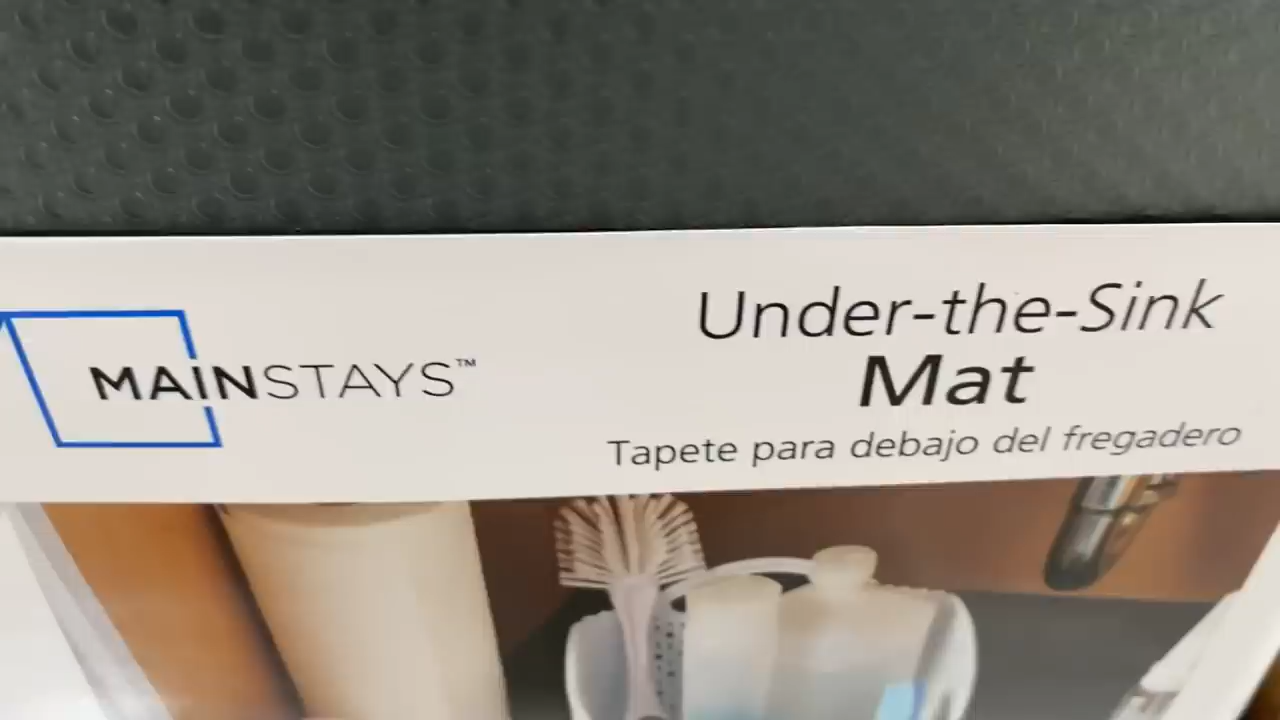 MAINSTAYS™
Under-the-Sink
Mat
Tapete para debajo del fregadero